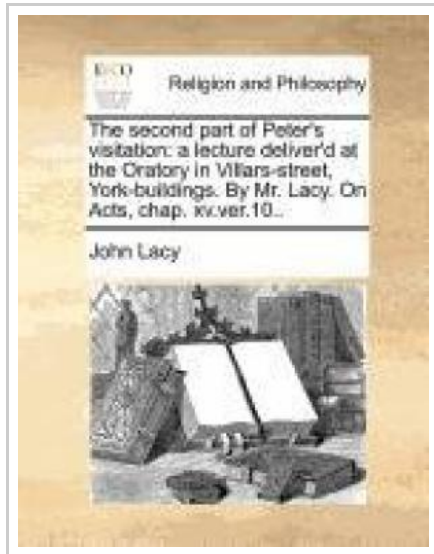 ECCO
Religion and Philosophy
The second part of Peter's
visitation: a lecture deliver'd at
the Oratory in Villars-street,
York-buildings. By Mr. Lacy. On
Acts, chap. xv.ver.10..
John Lacy